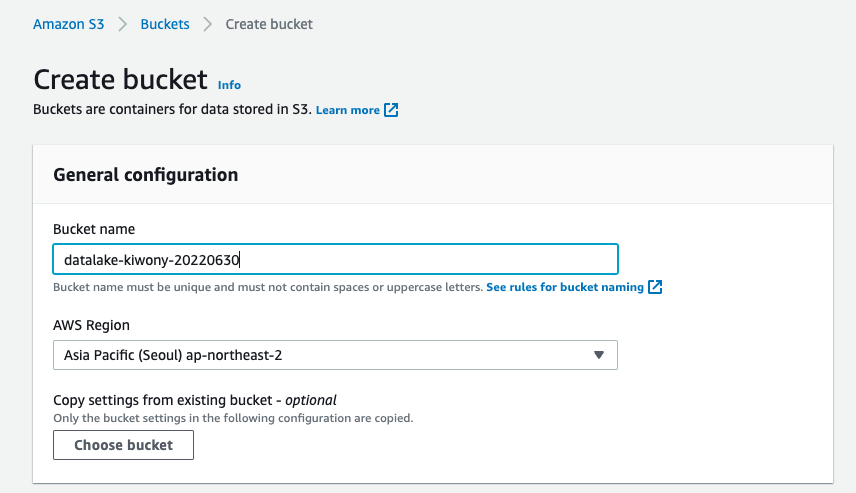 Amazon S3 > Buckets > Create bucket
Create bucket Info
Buckets are containers for data stored in S3. Learn more
General configuration
Bucket name
datalake-kiwony-20220630
Bucket name must be unique and must not contain spaces or uppercase letters. See rules for bucket naming
AWS Region
Asia Pacific (Seoul) ap-northeast-2
Copy settings from existing bucket - optional
Only the bucket settings in the following configuration are copied.
Choose bucket